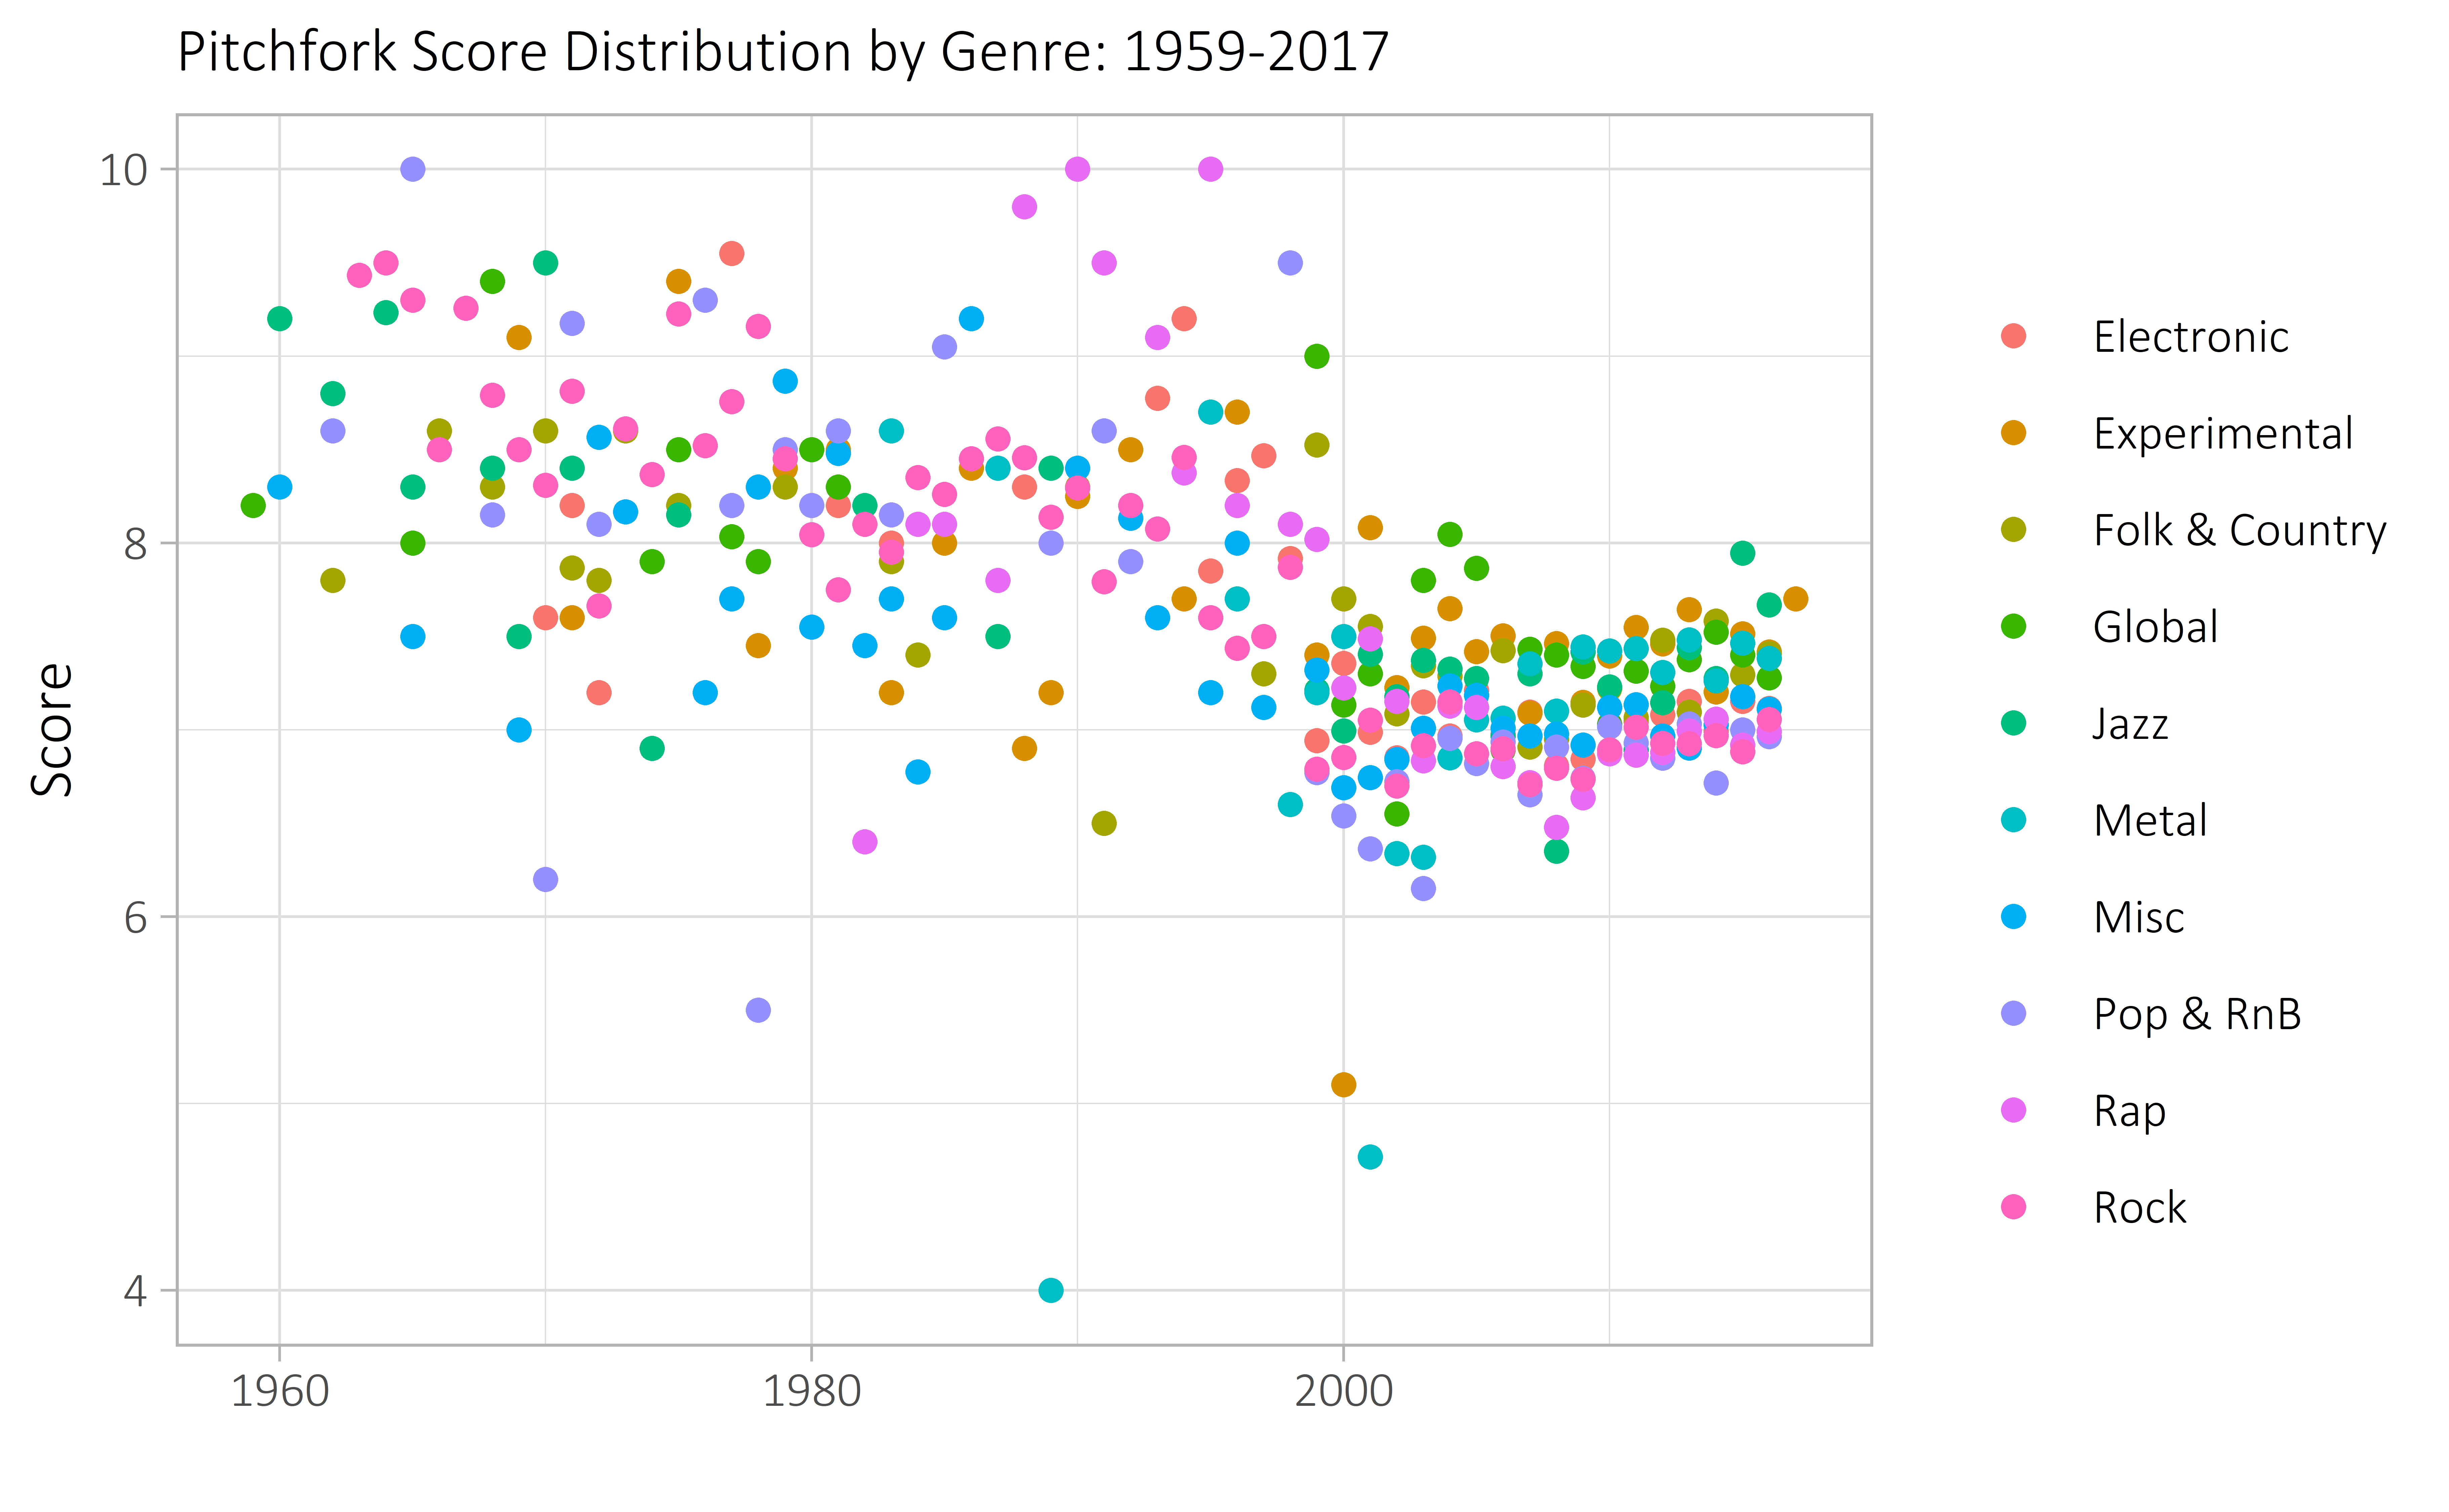 Pitchfork Score Distribution by Genre: 1959-2017
10
8
6
4
Score
1960
1980
2000
Electronic
Experimental
Folk & Country
Global
Jazz
Metal
Misc
Pop & RnB
Rap
Rock